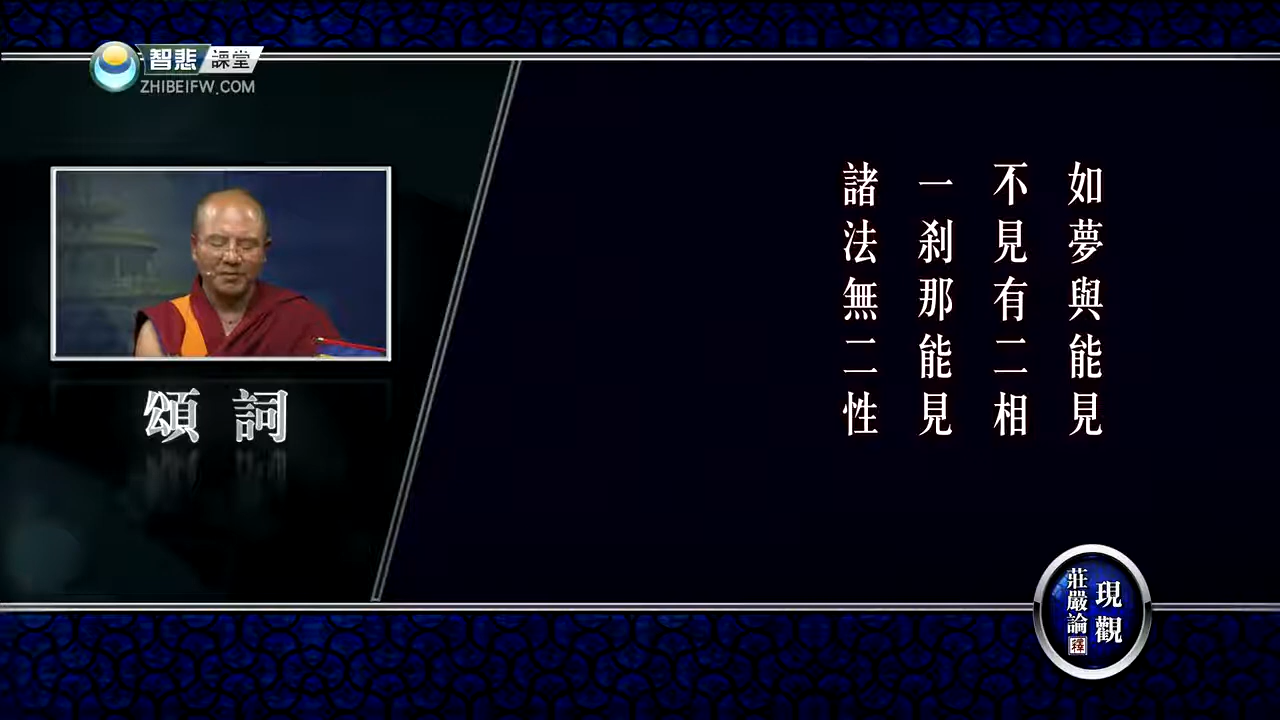 智悲課堂
ZHIBEIFW.COM
頌詞
如夢與能見
不見有二相
一剎那能見
諸法無二性
現觀
莊嚴論釋